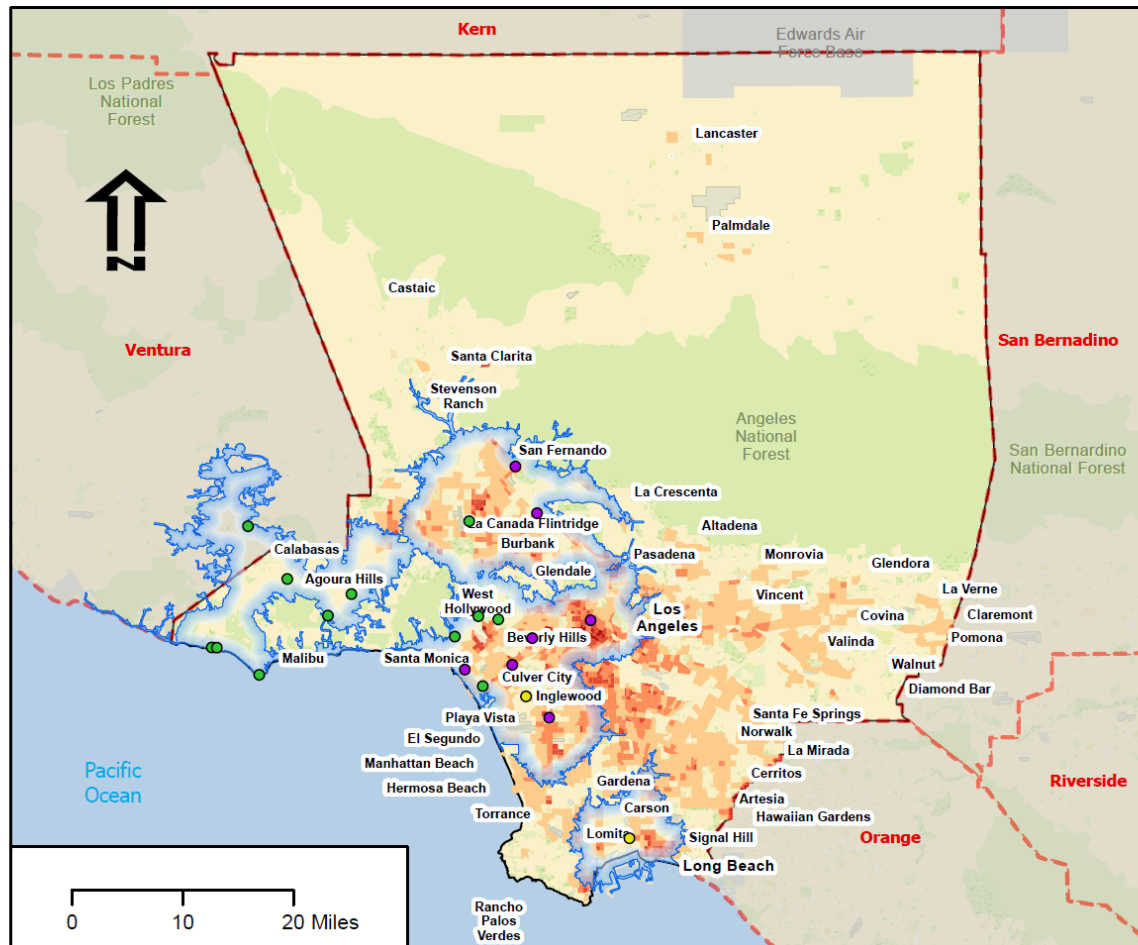 Kern
Edwards Air
Force Base
Los Padres
National
Forest
Lancaster
N
Palmdale
Castaic
Ventura
San Bernadino
Santa Clarita
Stevenson
Ranch
Angeles
National
Forest
San Bernardino
National Forest
San Fernando
La Crescenta
La Canada Flintridge
Altadena
Burbank
Calabasas
Pasadena
Monrovia
Glendora
Glendale
Agoura Hills
La Verne
West
Hollywood
Vincent
Los
Angeles
Covina
Claremont
Beverly Hills
Valinda
Pomona
Malibu
Santa Monica
Walnut
Culver City
Diamond Bar
Inglewood
Playa Vista
Santa Fe Springs
El Segundo
Norwalk
La Mirada
Manhattan Beach
Pacific
Ocean
Cerritos
Riverside
Hermosa Beach
Gardena
Artesia
Torrance
Carson
Hawaiian Gardens
Lomita
Signal Hill
Orange
Long Beach
Rancho
Palos
Verdes
0 10 20 Miles